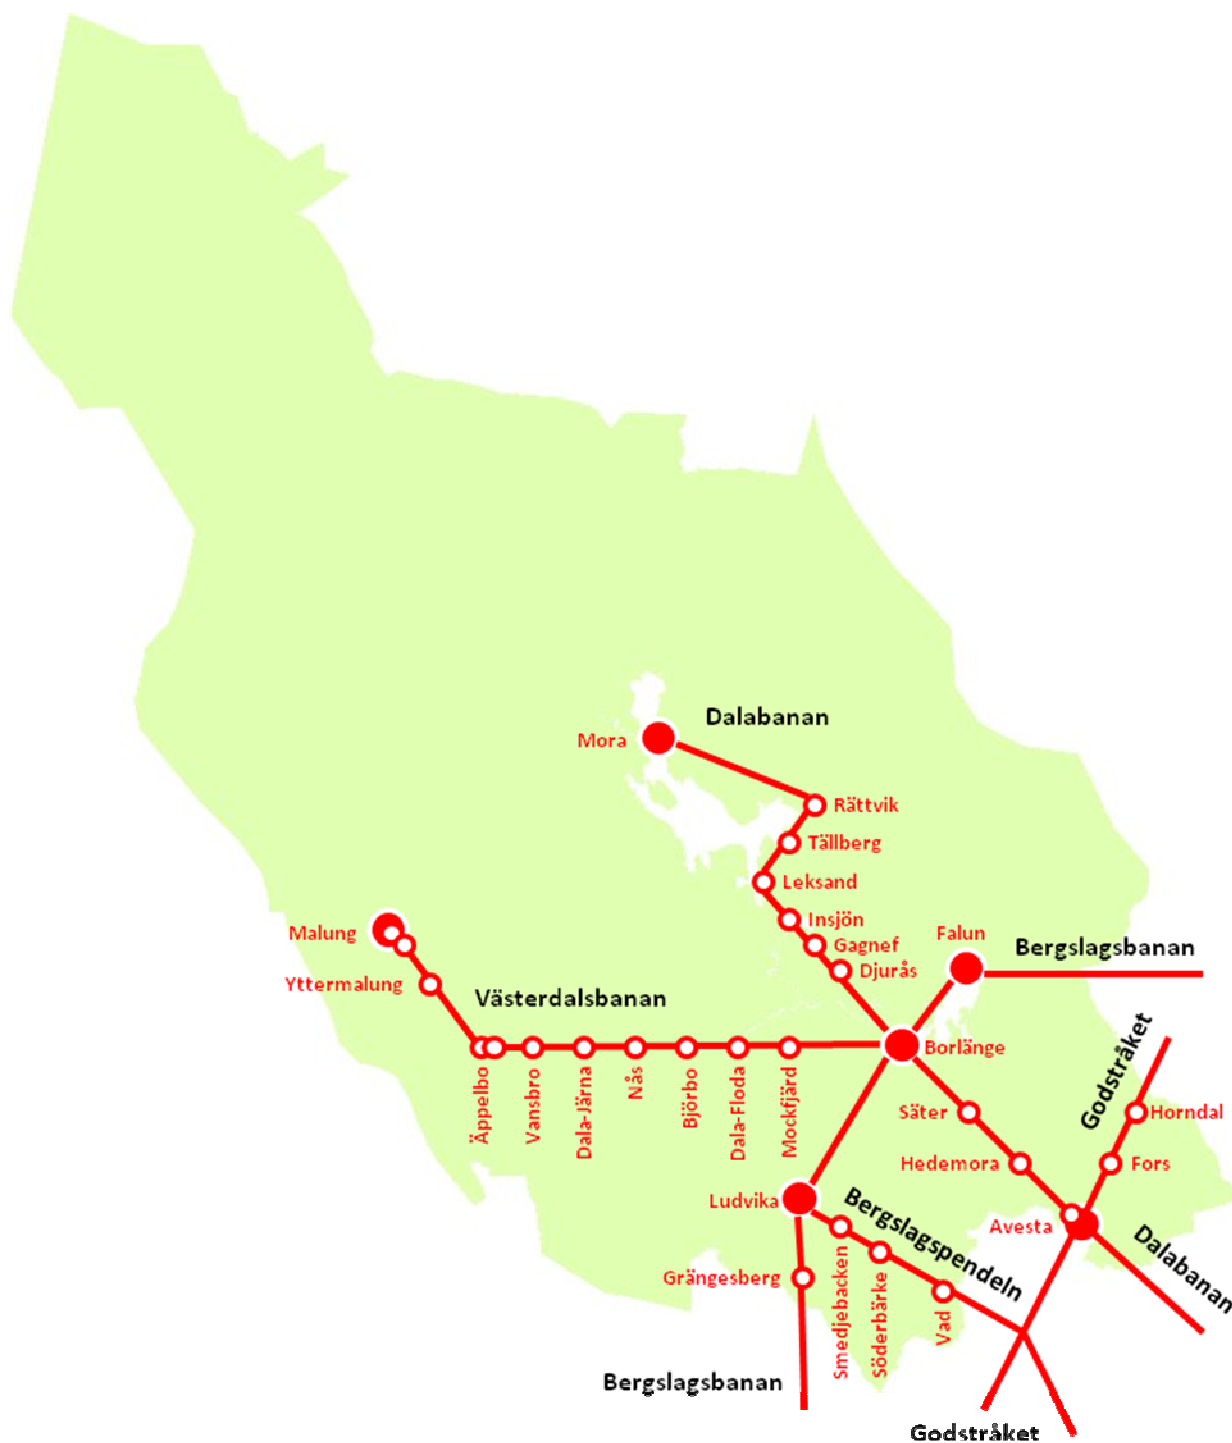 Dalabanan
Mora
Rättvik
Tällberg
Leksand
Insjön
Gagnef
Djurås
Falun
Bergslagsbanan
Malung
Yttermalung
Västerdalsbanan
Borlänge
Äppelbo
Vansbro
Dala-Järna
Nås
Björbo
Dala-Floda
Mockfjärd
Godstråket
Säter
Horndal
Hedemora
Fors
Ludvika
Bergslagspendeln
Avesta
Dalabanan
Grängesberg
Smedjebacken
Söderbärke
Vad
Bergslagsbanan
Godstråket